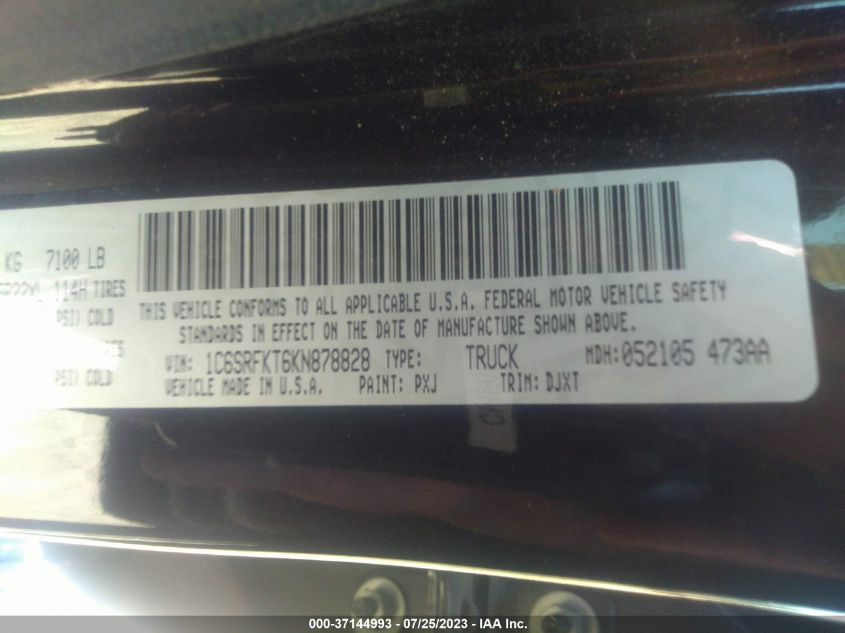 KG 7100 LB
114H TIRES
PSI) COLD
PSI) COLD
THIS VEHICLE CONFORMS TO ALL APPLICABLE U.S.A. FEDERAL MOTOR VEHICLE SAFETY
STANDARDS IN EFFECT ON THE DATE OF MANUFACTURE SHOWN ABOVE.
VIN: 1C6SRFKT6KN878828 TYPE: TRUCK MDH:052105 473AA
VEHICLE MADE IN U.S.A. PAINT: PXJ TRIM: DJXT
000-37144993 - 07/25/2023 - IAA Inc.